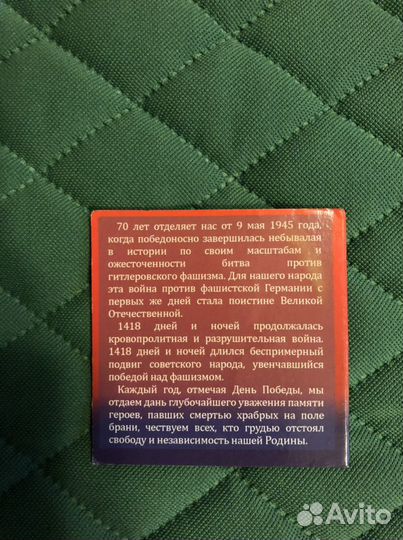 70 лет отделяет нас от 9 мая 1945 года,
когда победоносно завершилась небывалая
в истории по своим масштабам и
ожесточенности битва против
гитлеровского фашизма. Для нашего народа
эта война против фашистской Германии с
первых же дней стала поистине Великой
Отечественной.
1418 дней и ночей продолжалась
кровопролитная и разрушительная война.
1418 дней и ночей длился беспримерный
подвиг советского народа, увенчавшийся
победой над фашизмом.
Каждый год, отмечая День Победы, мы
отдаем дань глубочайшего уважения памяти
героев, павших смертью храбрых на поле
брани, чествуем всех, кто грудью отстоял
свободу и независимость нашей Родины.
Avito